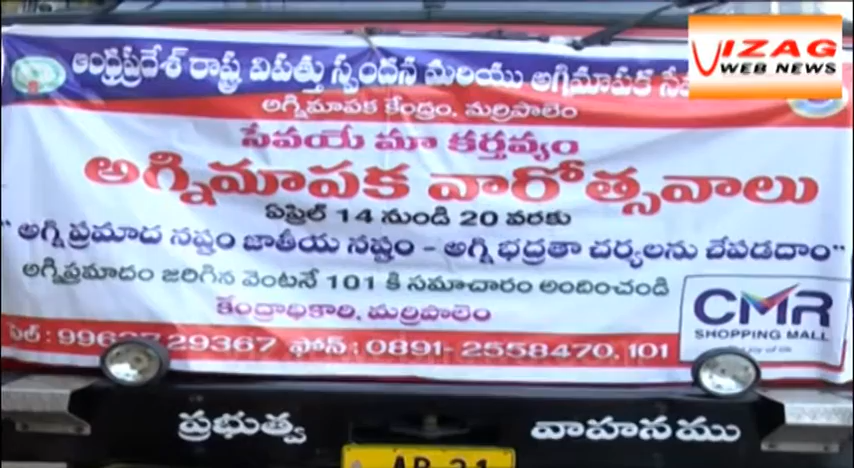 ఆంధ్రప్రదేశ్ రాష్ట్ర విపత్తు స్పందన మరియు అగ్నిమాపక
VIZAG
WEB NEWS
అగ్నిమాపక కేంద్రం, మర్రిపాలెం
సేవయే మా కర్తవ్యం
అగ్నిమాపక వారోత్సవాలు
ఏప్రిల్ 14 నుండి 20 వరకు
"అగ్ని ప్రమాద నష్టం జాతీయ నష్టం - అగ్ని భద్రతా చర్యలను చేపడదాం"
అగ్నిప్రమాదం జరిగిన వెంటనే 101 కి సమాచారం అందించండి
కేంద్రాధికారి, మర్రిపాలెం
CMR
SHOPPING MALL
సెల్ : ఫోన్ : 0891-2558470, 101
ప్రభుత్వ వాహనము